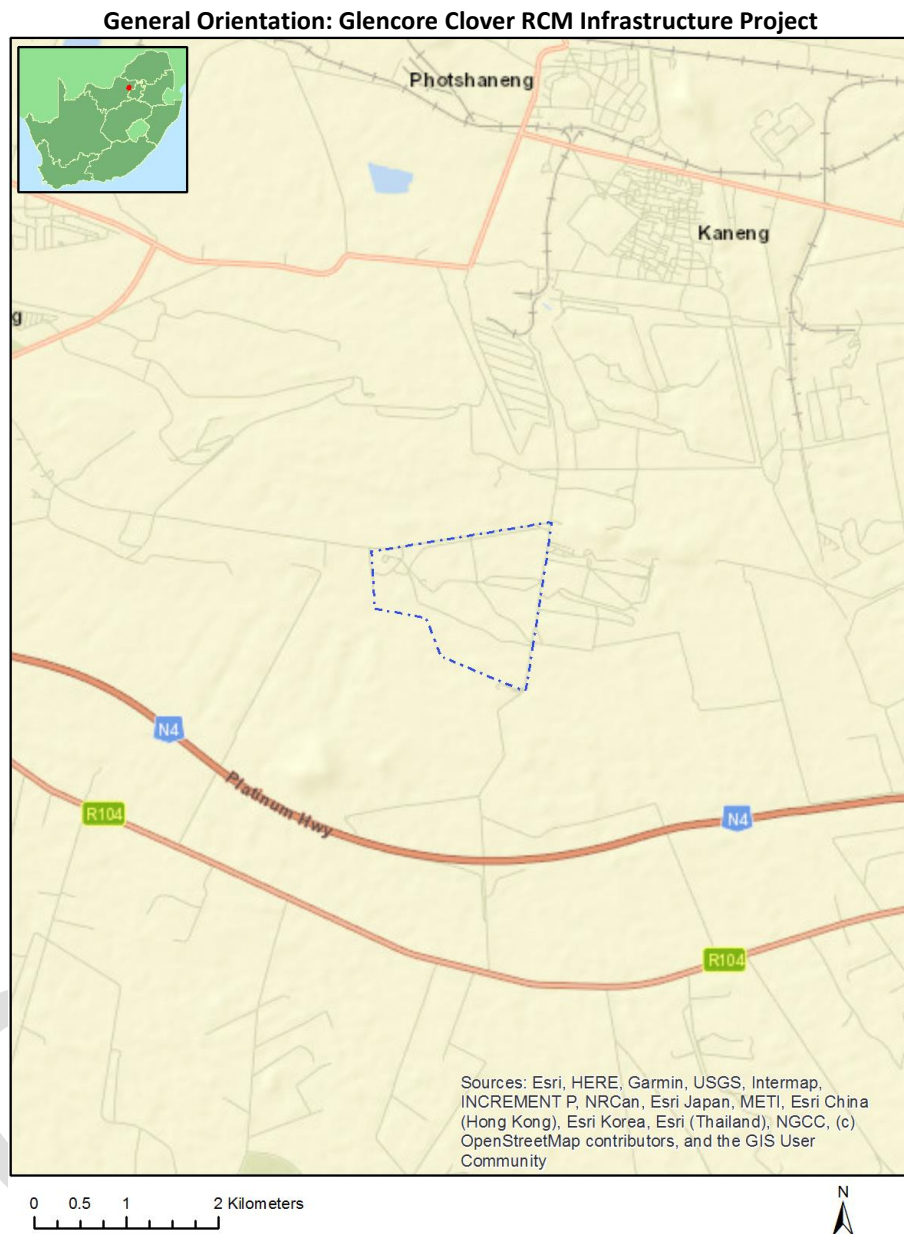 General Orientation: Glencore Clover RCM Infrastructure Project
Photshaneng
Kaneng
g
N4
Platinum Hwy
R104
N4
R104
Sources: Esri, HERE, Garmin, USGS, Intermap,
INCREMENT P, NRCan, Esri Japan, METI, Esri China
(Hong Kong), Esri Korea, Esri (Thailand), NGCC, (c)
OpenStreetMap contributors, and the GIS User
Community
0 0.5 1 2 Kilometers
N